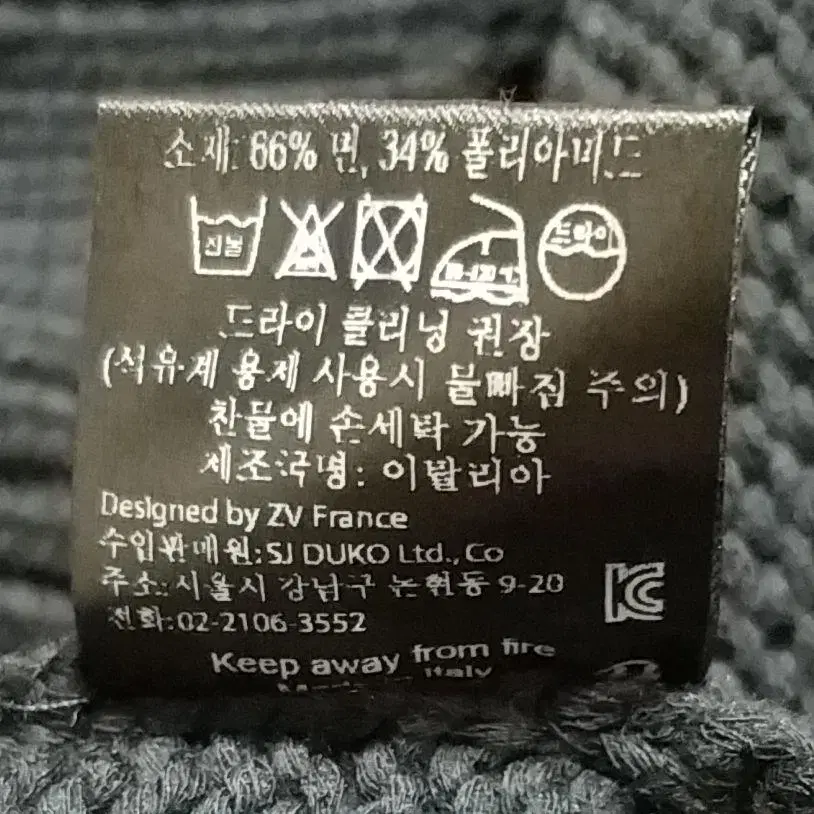 소재: 66% 면, 34% 폴리아미드
찬물
드라이
드라이 클리닝 권장
(석유계 용제 사용시 물빠짐 주의)
찬물에 손세탁 가능
제조국명: 이탈리아
Designed by ZV France
수입판매원:SJ DUKO Ltd.,Co
주소:서울시 강남구 논현동 9-20
전화:02-2106-3552
Keep away from fire
Italy